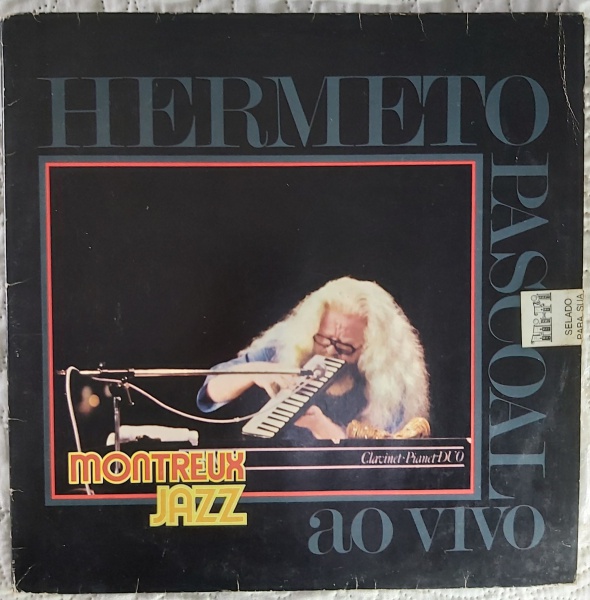 HERMETO
PASCOAL
ao vivo
MONTREUX
JAZZ
Clavinet-Pianet-DUO
SELADO
PARA SUA